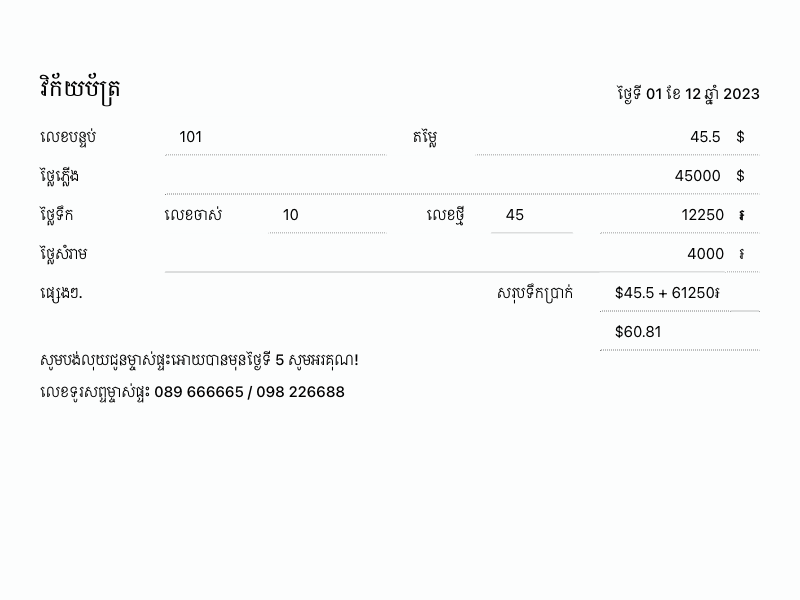 វិក័យប័ត្រ
ថ្ងៃទី 01 ខែ 12 ឆ្នាំ 2023
លេខបន្ទប់ 101 តម្លៃ 45.5 $
ថ្លៃភ្លើង 45000 $
ថ្លៃទឹក លេខចាស់ 10 លេខថ្មី 45 12250 ៛
ថ្លៃសំរាម 4000 ៛
ផ្សេងៗ. សរុបទឹកប្រាក់ $45.5 + 61250៛
$60.81
សូមបង់លុយជូនម្ចាស់ផ្ទះអោយបានមុនថ្ងៃទី 5 សូមអរគុណ!
លេខទូរសព្ទម្ចាស់ផ្ទះ 089 666665 / 098 226688